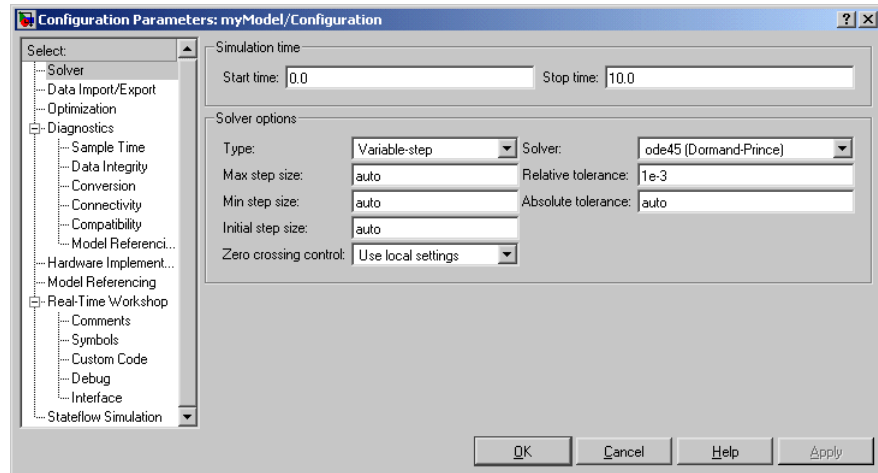 Configuration Parameters: myModel/Configuration
Select:
Solver
Data Import/Export
Optimization
Diagnostics
Sample Time
Data Integrity
Conversion
Connectivity
Compatibility
Model Referenci...
Hardware Implement...
Model Referencing
Real-Time Workshop
Comments
Symbols
Custom Code
Debug
Interface
Stateflow Simulation
Simulation time
Start time: 0.0 Stop time: 10.0
Solver options
Type: Variable-step Solver: ode45 (Dormand-Prince)
Max step size: auto Relative tolerance: 1e-3
Min step size: auto Absolute tolerance: auto
Initial step size: auto
Zero crossing control: Use local settings
OK Cancel Help Apply